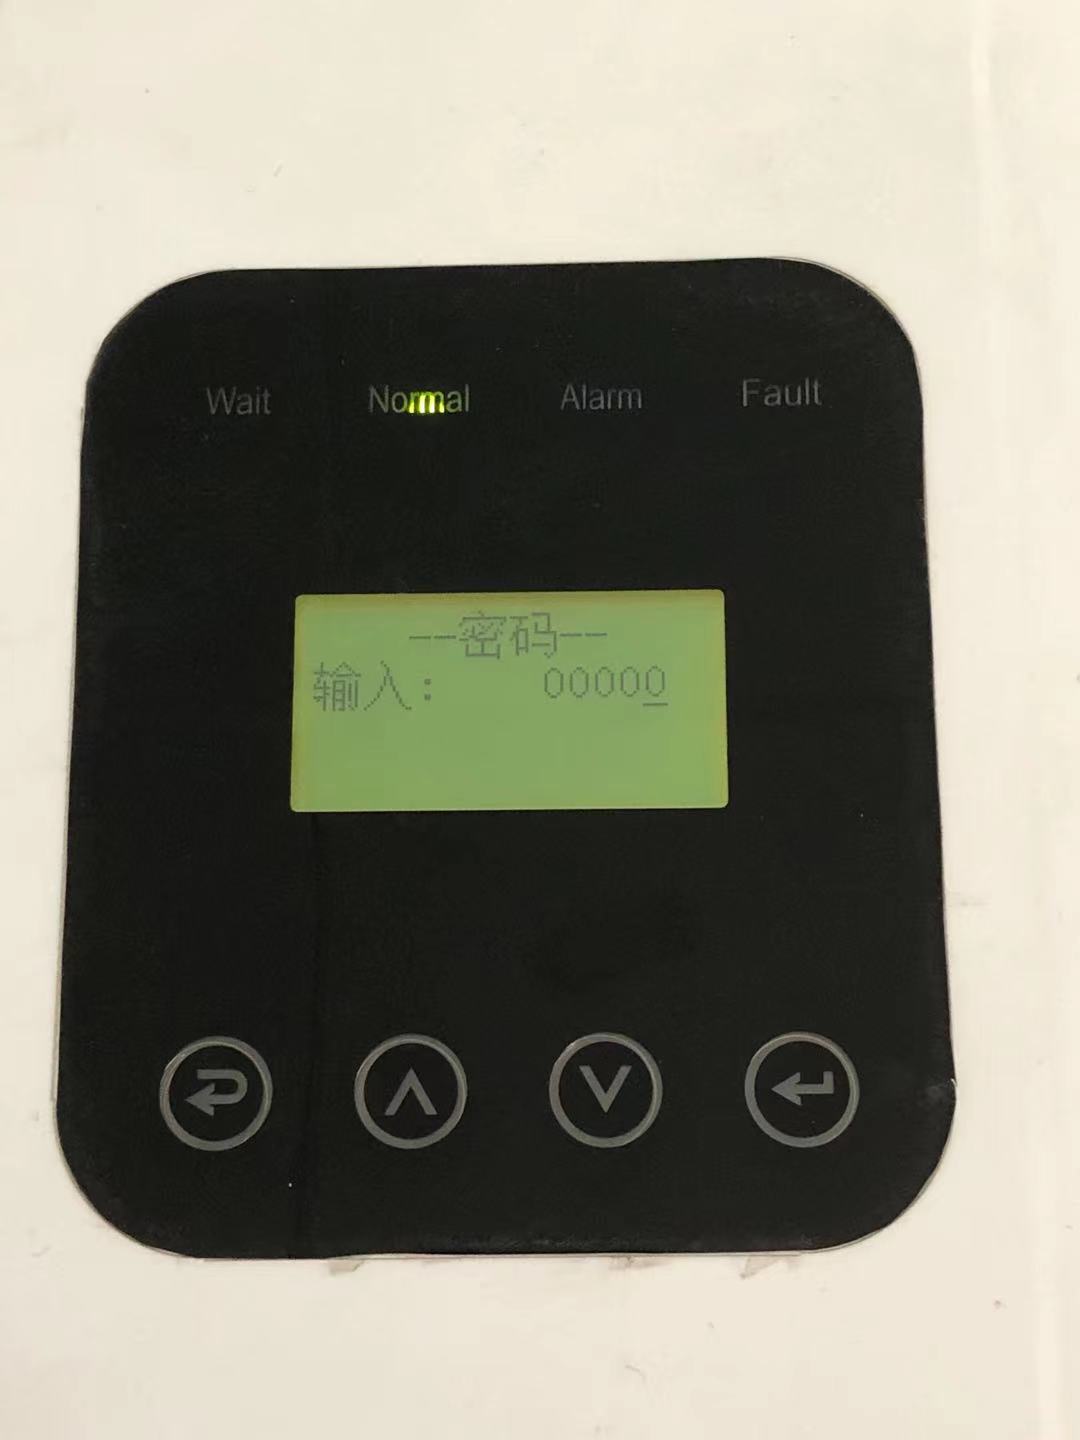 Wait Normal Alarm Fault
--密码--
输入: 00000